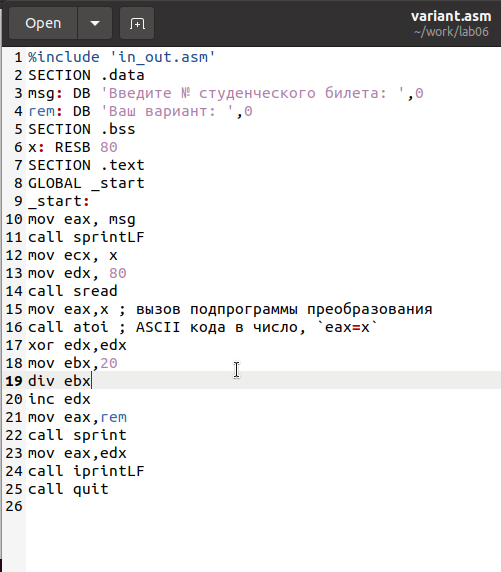 Open
variant.asm
~/work/lab06
1 %include 'in_out.asm'
2 SECTION .data
3 msg: DB 'Введите № студенческого билета: ',0
4 rem: DB 'Ваш вариант: ',0
5 SECTION .bss
6 x: RESB 80
7 SECTION .text
8 GLOBAL _start
9 _start:
10 mov eax, msg
11 call sprintLF
12 mov ecx, x
13 mov edx, 80
14 call sread
15 mov eax,x ; вызов подпрограммы преобразования
16 call atoi ; ASCII кода в число, `eax=x`
17 xor edx,edx
18 mov ebx,20
19 div ebx
20 inc edx
21 mov eax,rem
22 call sprint
23 mov eax,edx
24 call iprintLF
25 call quit
26